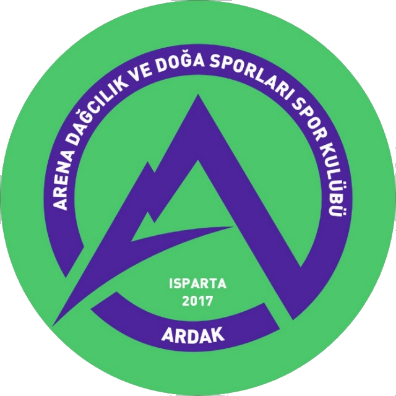 ARENA DAĞCILIK VE DOĞA SPORLARI SPOR KULÜBÜ
ISPARTA
2017
ARDAK